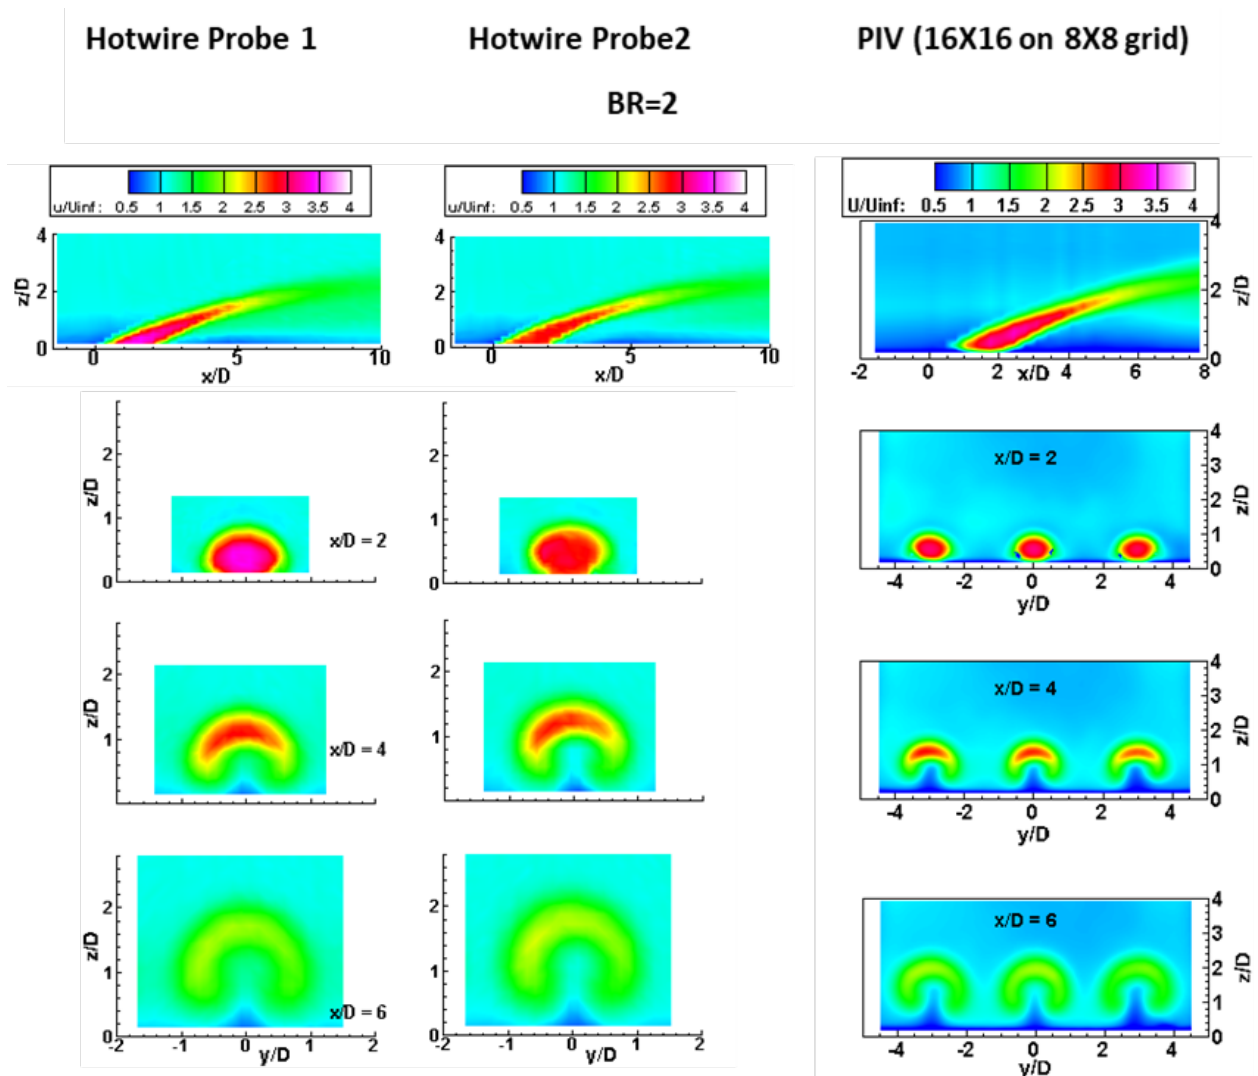 Hotwire Probe 1 Hotwire Probe2 PIV (16X16 on 8X8 grid)
BR=2
u/Uinf: 0.5 1 1.5 2 2.5 3 3.5 4
u/Uinf: 0.5 1 1.5 2 2.5 3 3.5 4
U/Uinf: 0.5 1 1.5 2 2.5 3 3.5 4
4
2
0
z/D
0 5 10
x/D
4
2
0
0 5 10
x/D
4
2
0
z/D
-2 0 2 4 6 8
x/D
2
1
0
z/D
x/D = 2
2
1
0
x/D = 2
4
3
2
1
0
z/D
-4 -2 0 2 4
y/D
2
1
z/D
x/D = 4
2
1
x/D = 4
4
3
2
1
0
z/D
-4 -2 0 2 4
y/D
2
1
0
z/D
x/D = 6
-2 -1 0 1 2
y/D
2
1
0
-2 -1 0 1 2
y/D
x/D = 6
4
3
2
1
0
z/D
-4 -2 0 2 4
y/D